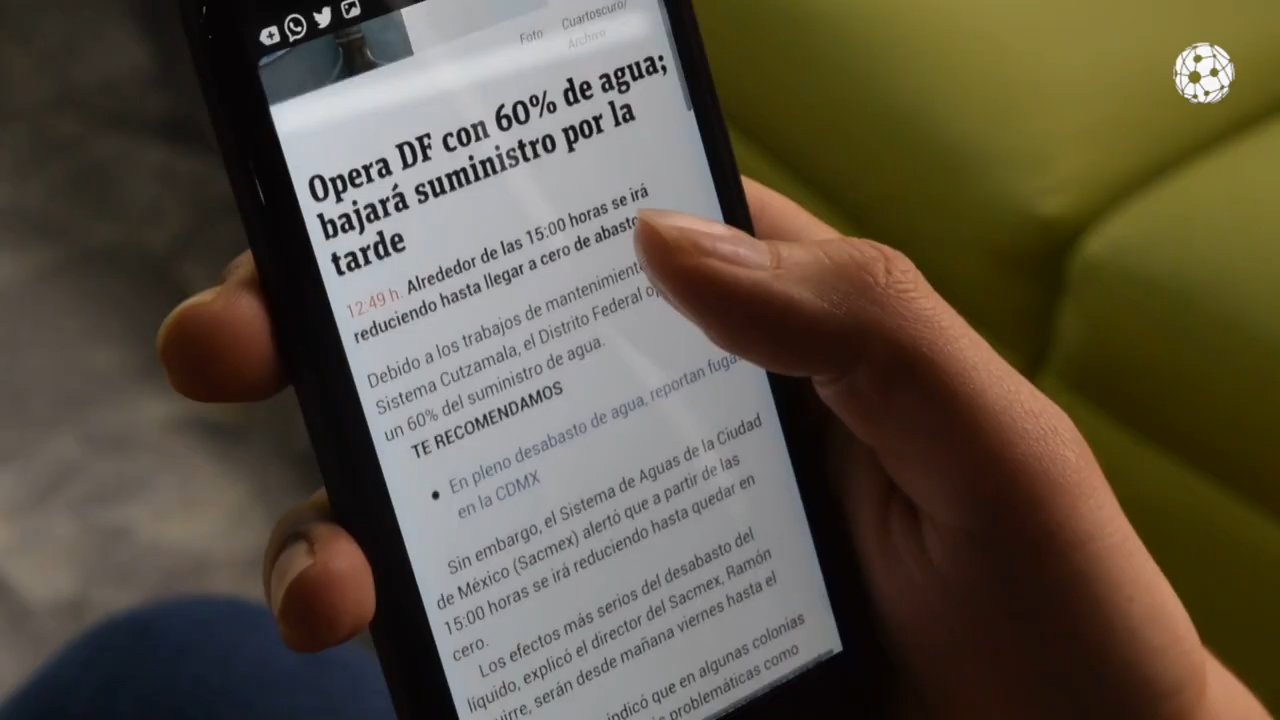 Foto Cuartoscuro/
Archivo
Opera DF con 60% de agua;
bajará suministro por la
tarde
12:49 h. Alrededor de las 15:00 horas se irá
reduciendo hasta llegar a cero de abasto
Debido a los trabajos de mantenimiento
Sistema Cutzamala, el Distrito Federal
un 60% del suministro de agua.
TE RECOMENDAMOS
• En pleno desabasto de agua, reportan fugas
en la CDMX
Sin embargo, el Sistema de Aguas de la Ciudad
de México (Sacmex) alertó que a partir de las
15:00 horas se irá reduciendo hasta quedar en
cero.
Los efectos más serios del desabasto del
líquido, explicó el director del Sacmex, Ramón
serán desde mañana viernes hasta el
indicó que en algunas colonias
problemáticas como